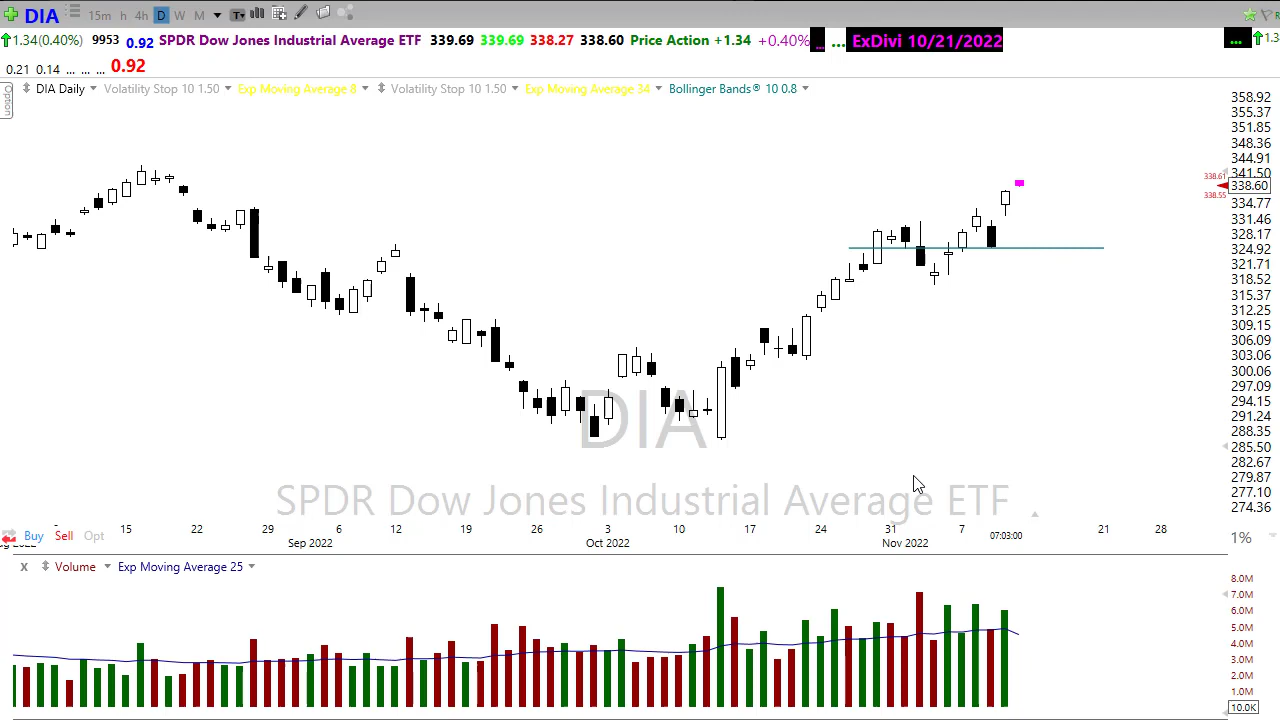 DIA 15m h 4h D W M T
1.34(0.40%) 9953 0.92 SPDR Dow Jones Industrial Average ETF 339.69 339.69 338.27 338.60 Price Action +1.34 +0.40% ... ... ExDivi 10/21/2022 ... 1.3
0.21 0.14 ... ... ... 0.92
Option
DIA Daily Volatility Stop 10 1.50 Exp Moving Average 8 Volatility Stop 10 1.50 Exp Moving Average 34 Bollinger Bands® 10 0.8
358.92
355.37
351.85
348.36
344.91
341.50
338.61
338.60
338.55
334.77
331.46
328.17
324.92
321.71
318.52
315.37
312.25
309.15
306.09
303.06
300.06
297.09
294.15
291.24
288.35
285.50
282.67
279.87
277.10
274.36
DIA
SPDR Dow Jones Industrial Average ETF
15 22 29 6 12 19 26 3 10 17 24 31 7 07:03:00 21 28
Buy Sell Opt
Sep 2022 Oct 2022 Nov 2022
1%
X Volume Exp Moving Average 25
8.0M
7.0M
6.0M
5.0M
4.0M
3.0M
2.0M
1.0M
10.0K